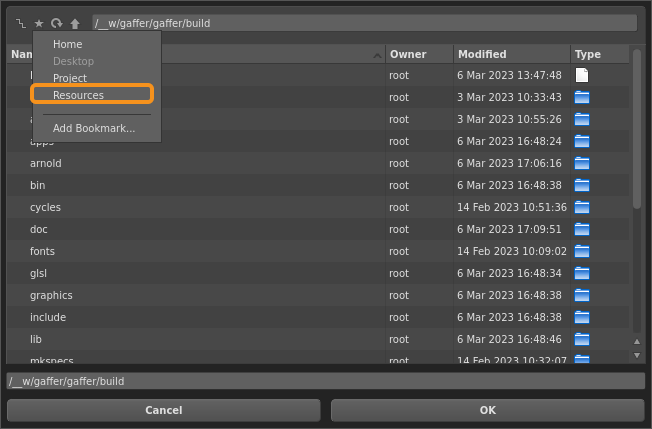 /__w/gaffer/gaffer/build
Home
Desktop
Project
Resources
Add Bookmark...
Owner Modified Type
root 6 Mar 2023 13:47:48
root 3 Mar 2023 10:33:43
root 3 Mar 2023 10:55:26
apps root 6 Mar 2023 16:48:24
arnold root 6 Mar 2023 17:06:16
bin root 6 Mar 2023 16:48:38
cycles root 14 Feb 2023 10:51:36
doc root 6 Mar 2023 17:09:51
fonts root 14 Feb 2023 10:09:02
glsl root 6 Mar 2023 16:48:34
graphics root 6 Mar 2023 16:48:38
include root 6 Mar 2023 16:48:38
lib root 6 Mar 2023 16:48:46
mkspecs root 14 Feb 2023 10:32:07
/__w/gaffer/gaffer/build
Cancel OK